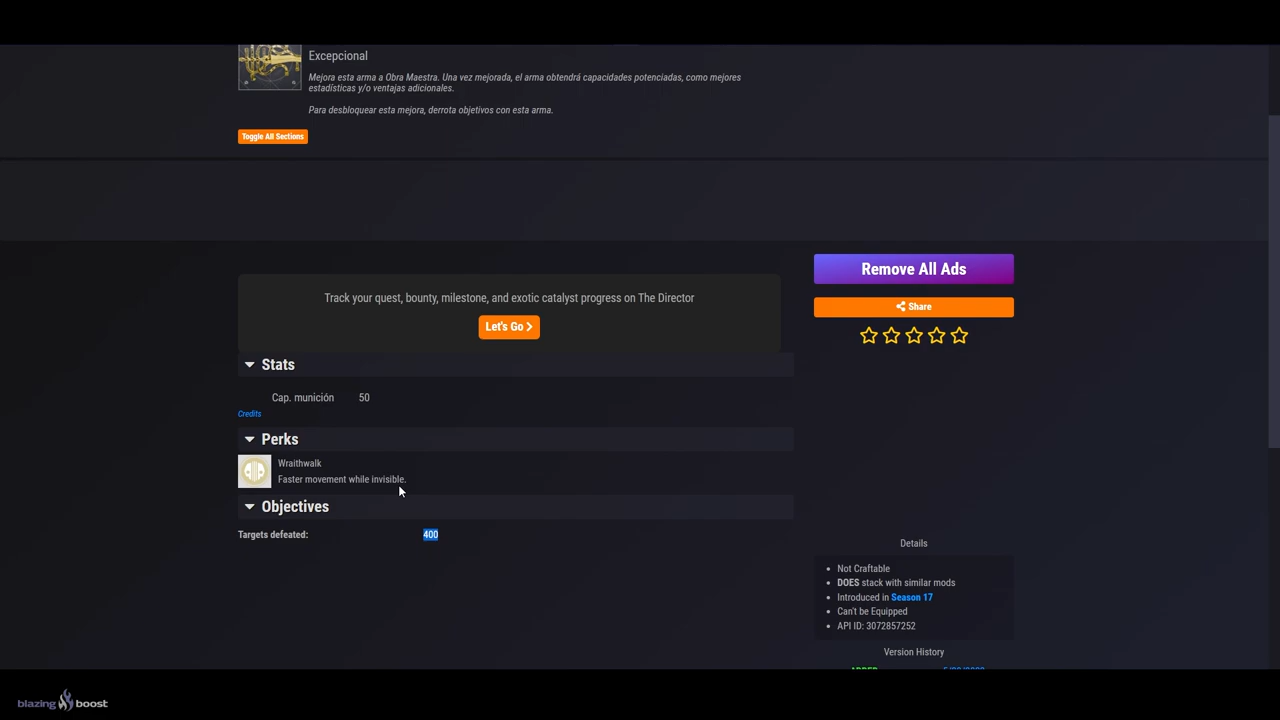 Excepcional
Mejora esta arma a Obra Maestra. Una vez mejorada, el arma obtendrá capacidades potenciadas, como mejores
estadísticas y/o ventajas adicionales.
Para desbloquear esta mejora, derrota objetivos con esta arma.
Toggle All Sections
Track your quest, bounty, milestone, and exotic catalyst progress on The Director
Let's Go
Remove All Ads
Share
Stats
Cap. munición 50
Credits
Perks
Wraithwalk
Faster movement while invisible.
Objectives
Targets defeated: 400
Details
Not Craftable
DOES stack with similar mods
Introduced in Season 17
Can't be Equipped
API ID: 3072857252
Version History
blazing boost